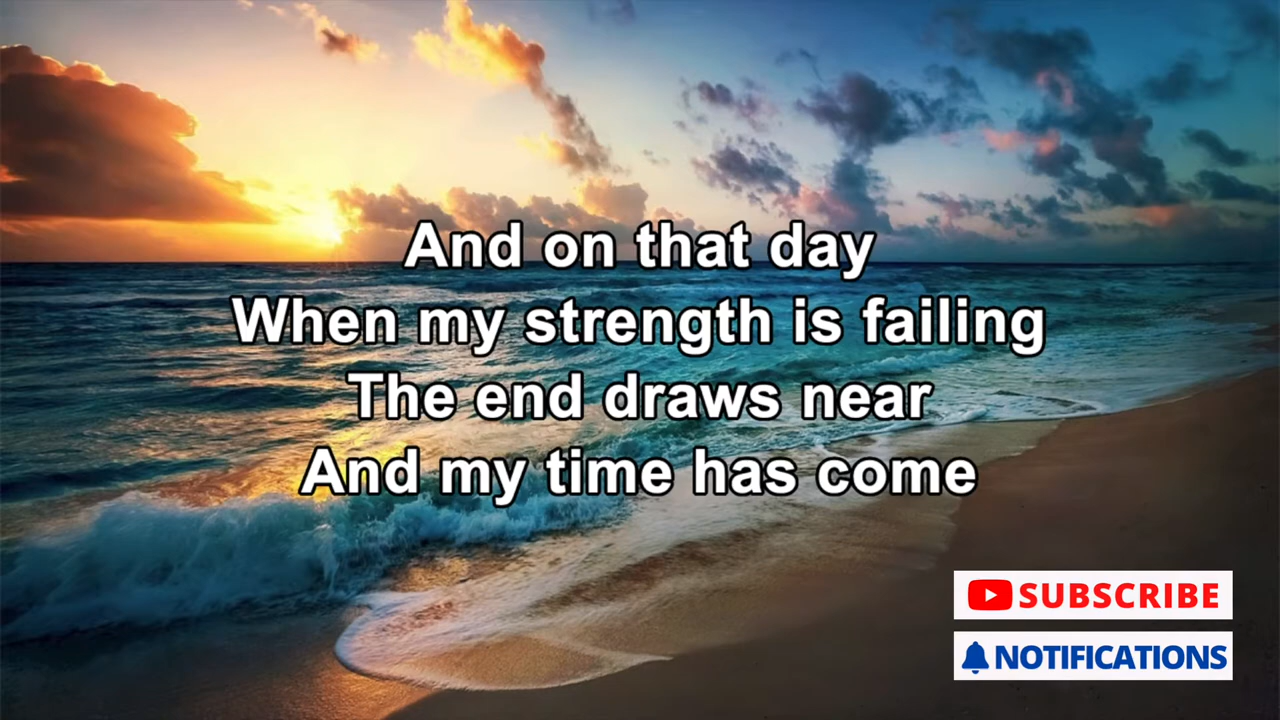 And on that day
When my strength is failing
The end draws near
And my time has come
SUBSCRIBE
NOTIFICATIONS